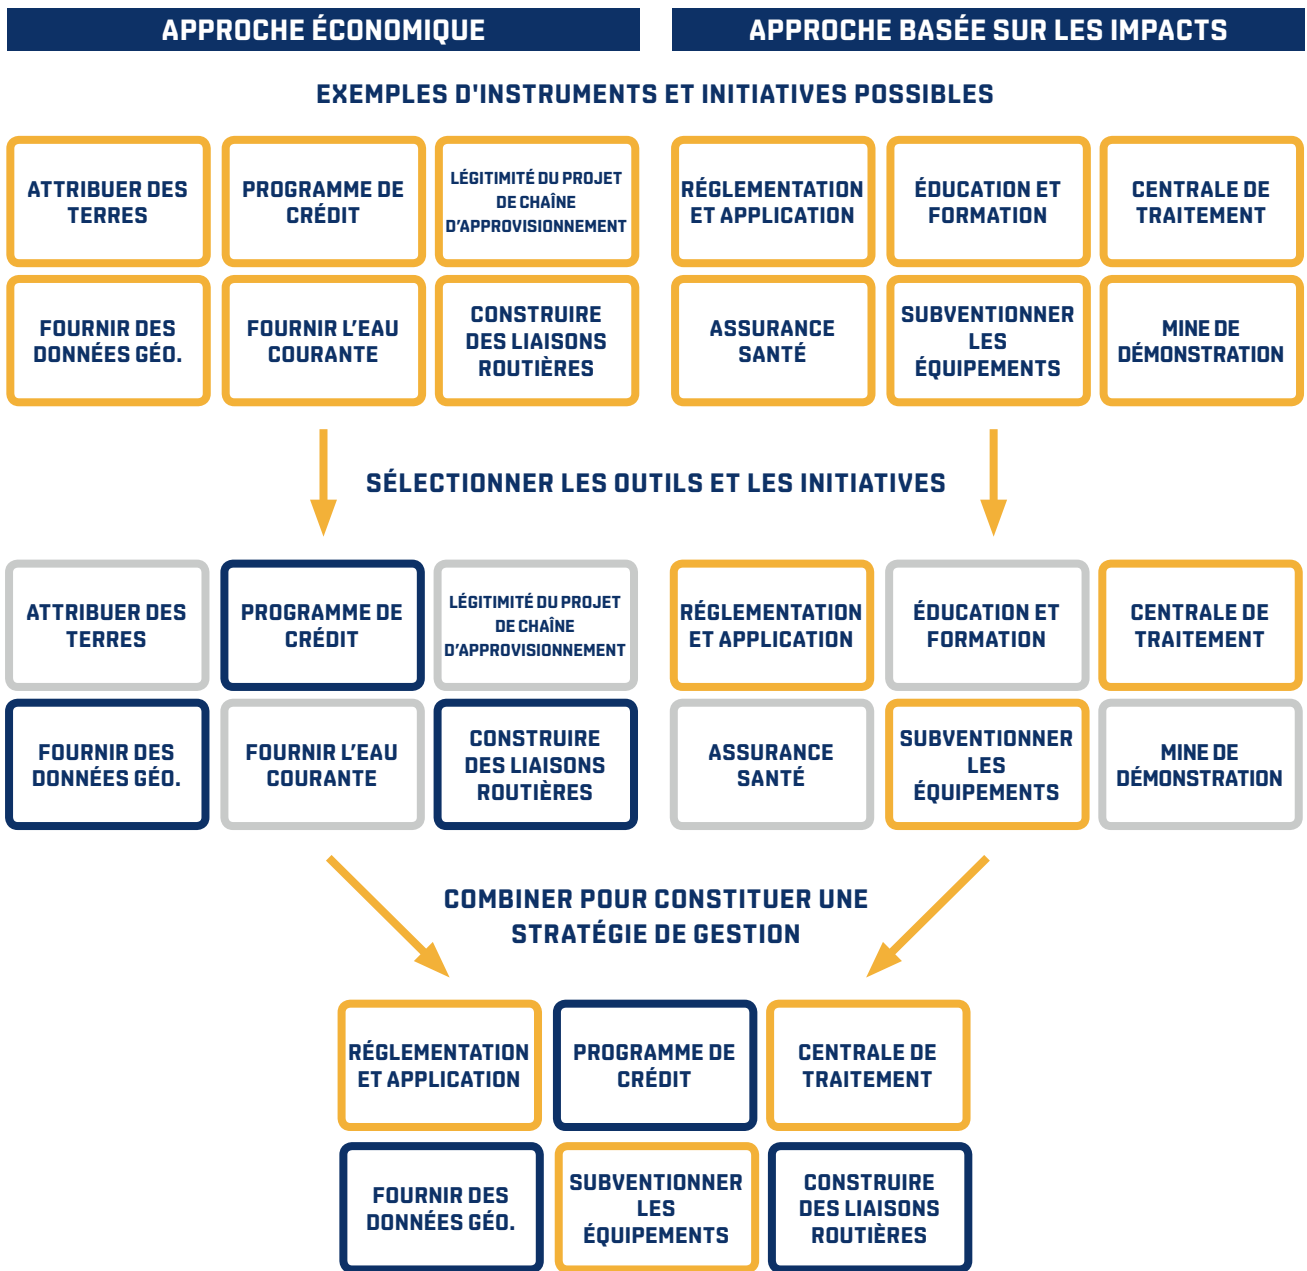 APPROCHE ÉCONOMIQUE
APPROCHE BASÉE SUR LES IMPACTS
EXEMPLES D'INSTRUMENTS ET INITIATIVES POSSIBLES
ATTRIBUER DES
TERRES
PROGRAMME DE
CRÉDIT
LÉGITIMITÉ DU PROJET
DE CHAÎNE
D'APPROVISIONNEMENT
RÉGLEMENTATION
ET APPLICATION
ÉDUCATION ET
FORMATION
CENTRALE DE
TRAITEMENT
FOURNIR DES
DONNÉES GÉO.
FOURNIR L'EAU
COURANTE
CONSTRUIRE
DES LIAISONS
ROUTIÈRES
ASSURANCE
SANTÉ
SUBVENTIONNER
LES
ÉQUIPEMENTS
MINE DE
DÉMONSTRATION
SÉLECTIONNER LES OUTILS ET LES INITIATIVES
ATTRIBUER DES
TERRES
PROGRAMME DE
CRÉDIT
LÉGITIMITÉ DU PROJET
DE CHAÎNE
D'APPROVISIONNEMENT
RÉGLEMENTATION
ET APPLICATION
ÉDUCATION ET
FORMATION
CENTRALE DE
TRAITEMENT
FOURNIR DES
DONNÉES GÉO.
FOURNIR L'EAU
COURANTE
CONSTRUIRE
DES LIAISONS
ROUTIÈRES
ASSURANCE
SANTÉ
SUBVENTIONNER
LES
ÉQUIPEMENTS
MINE DE
DÉMONSTRATION
COMBINER POUR CONSTITUER UNE
STRATÉGIE DE GESTION
RÉGLEMENTATION
ET APPLICATION
PROGRAMME DE
CRÉDIT
CENTRALE DE
TRAITEMENT
FOURNIR DES
DONNÉES GÉO.
SUBVENTIONNER
LES
ÉQUIPEMENTS
CONSTRUIRE
DES LIAISONS
ROUTIÈRES